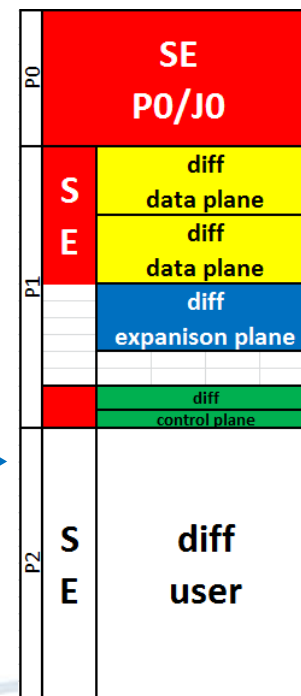 P0
SE
P0/J0
P1
S
E
diff
data plane
diff
data plane
diff
expanison plane
diff
control plane
P2
S
E
diff
user